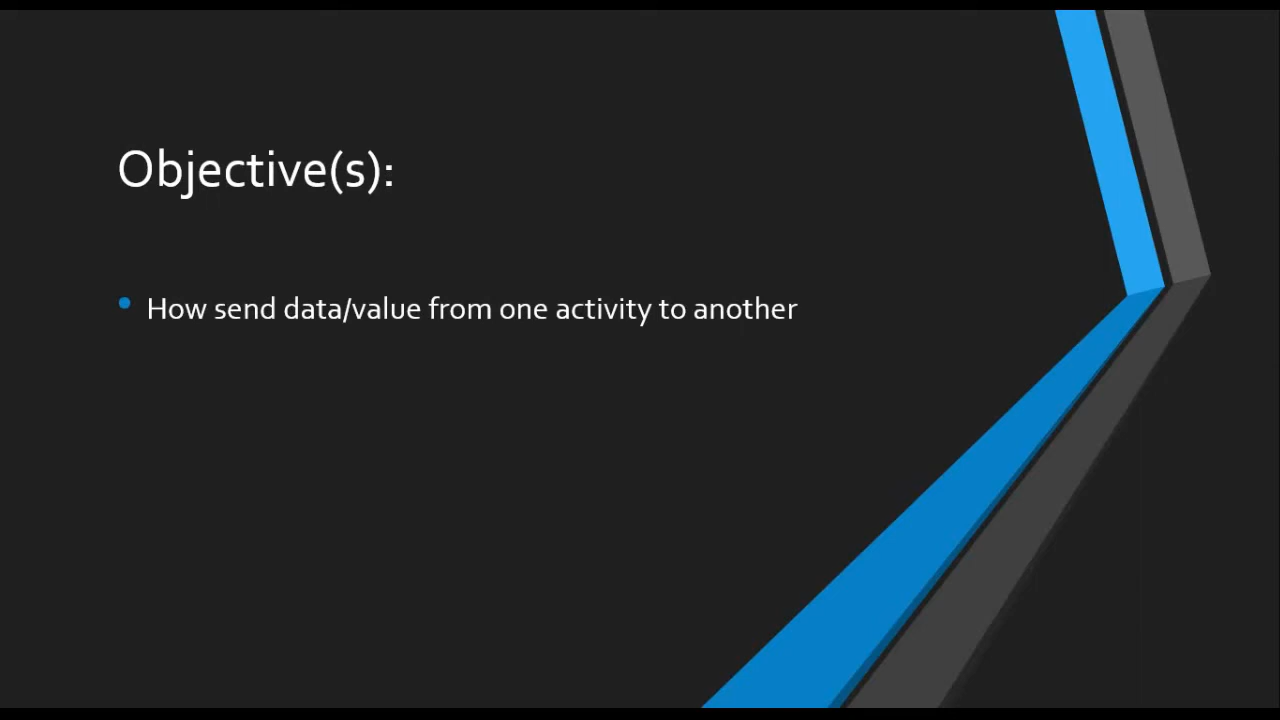 Objective(s):
How send data/value from one activity to another